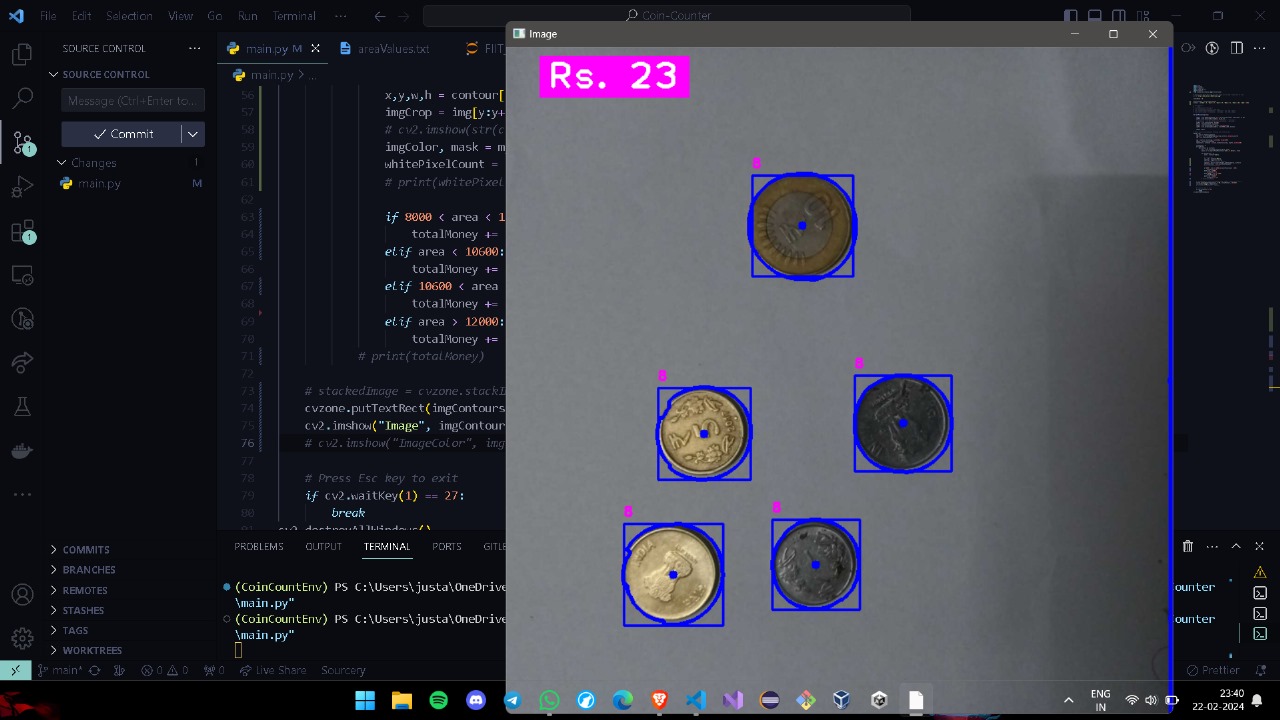 File
Edit
Selection
View
Go
Run
Terminal
Coin-Counter
SOURCE CONTROL
SOURCE CONTROL
Message (Ctrl+Enter to...
Commit
Changes
1
main.py
M
COMMITS
BRANCHES
REMOTES
STASHES
TAGS
WORKTREES
main.py M
areaValues.txt
main.py > ...
56 x,y,w,h = contour[
57 imgCrop = img[y:y+
58 # cv2.imshow(str(
59 imgColor, mask = m
60 whitePixelCount =
61 # print(whitePixel
62
63 if 8000 < area < 1
64 totalMoney +=
65 elif area < 10600:
66 totalMoney +=
67 elif 10600 < area
68 totalMoney +=
69 elif area > 12000:
70 totalMoney +=
71 # print(totalMoney)
72
73 # stackedImage = cvzone.stackI
74 cvzone.putTextRect(imgContours
75 cv2.imshow("Image", imgContour
76 # cv2.imshow("ImageColor", img
77
78 # Press Esc key to exit
79 if cv2.waitKey(1) == 27:
80 break
PROBLEMS
OUTPUT
TERMINAL
PORTS
GITLE
(CoinCountEnv) PS C:\Users\justa\OneDrive
\main.py"
(CoinCountEnv) PS C:\Users\justa\OneDrive
\main.py"
ounter
ounter
Image
Rs. 23
8
8
8
8
8
main*
0
0
0
Live Share
Sourcery
Prettier
ENG
IN
23:40
22-02-2024